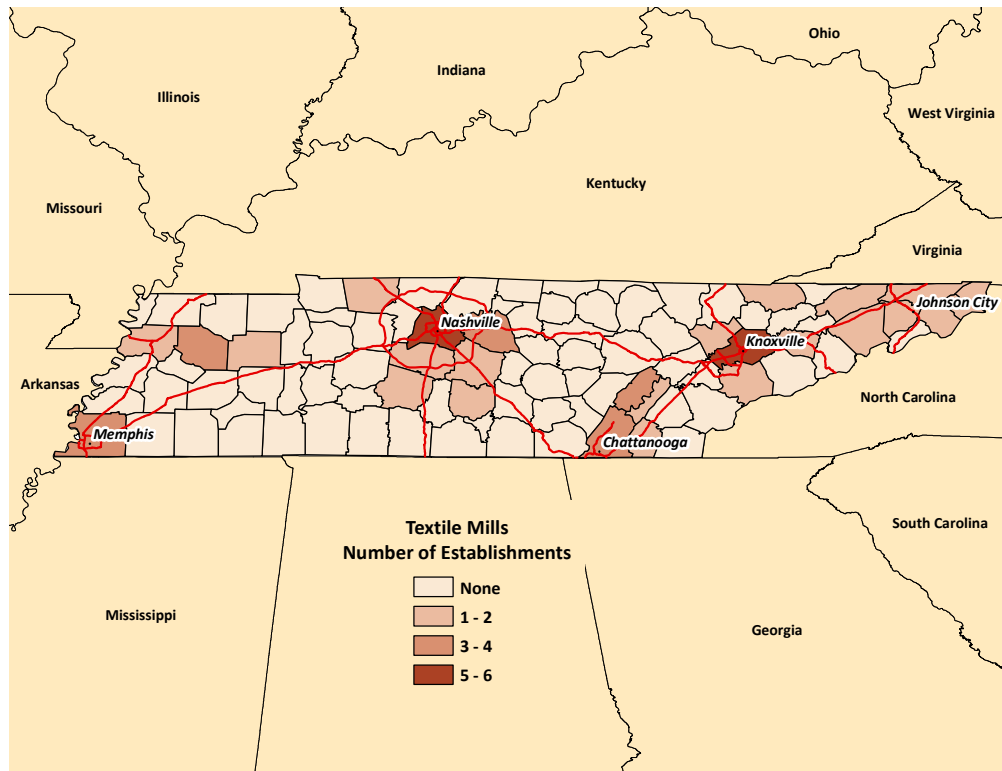 Ohio
Indiana
Illinois
West Virginia
Kentucky
Missouri
Virginia
Johnson City
Nashville
Knoxville
Arkansas
North Carolina
Memphis
Chattanooga
South Carolina
Textile Mills
Number of Establishments
None
1 - 2
3 - 4
5 - 6
Mississippi
Georgia